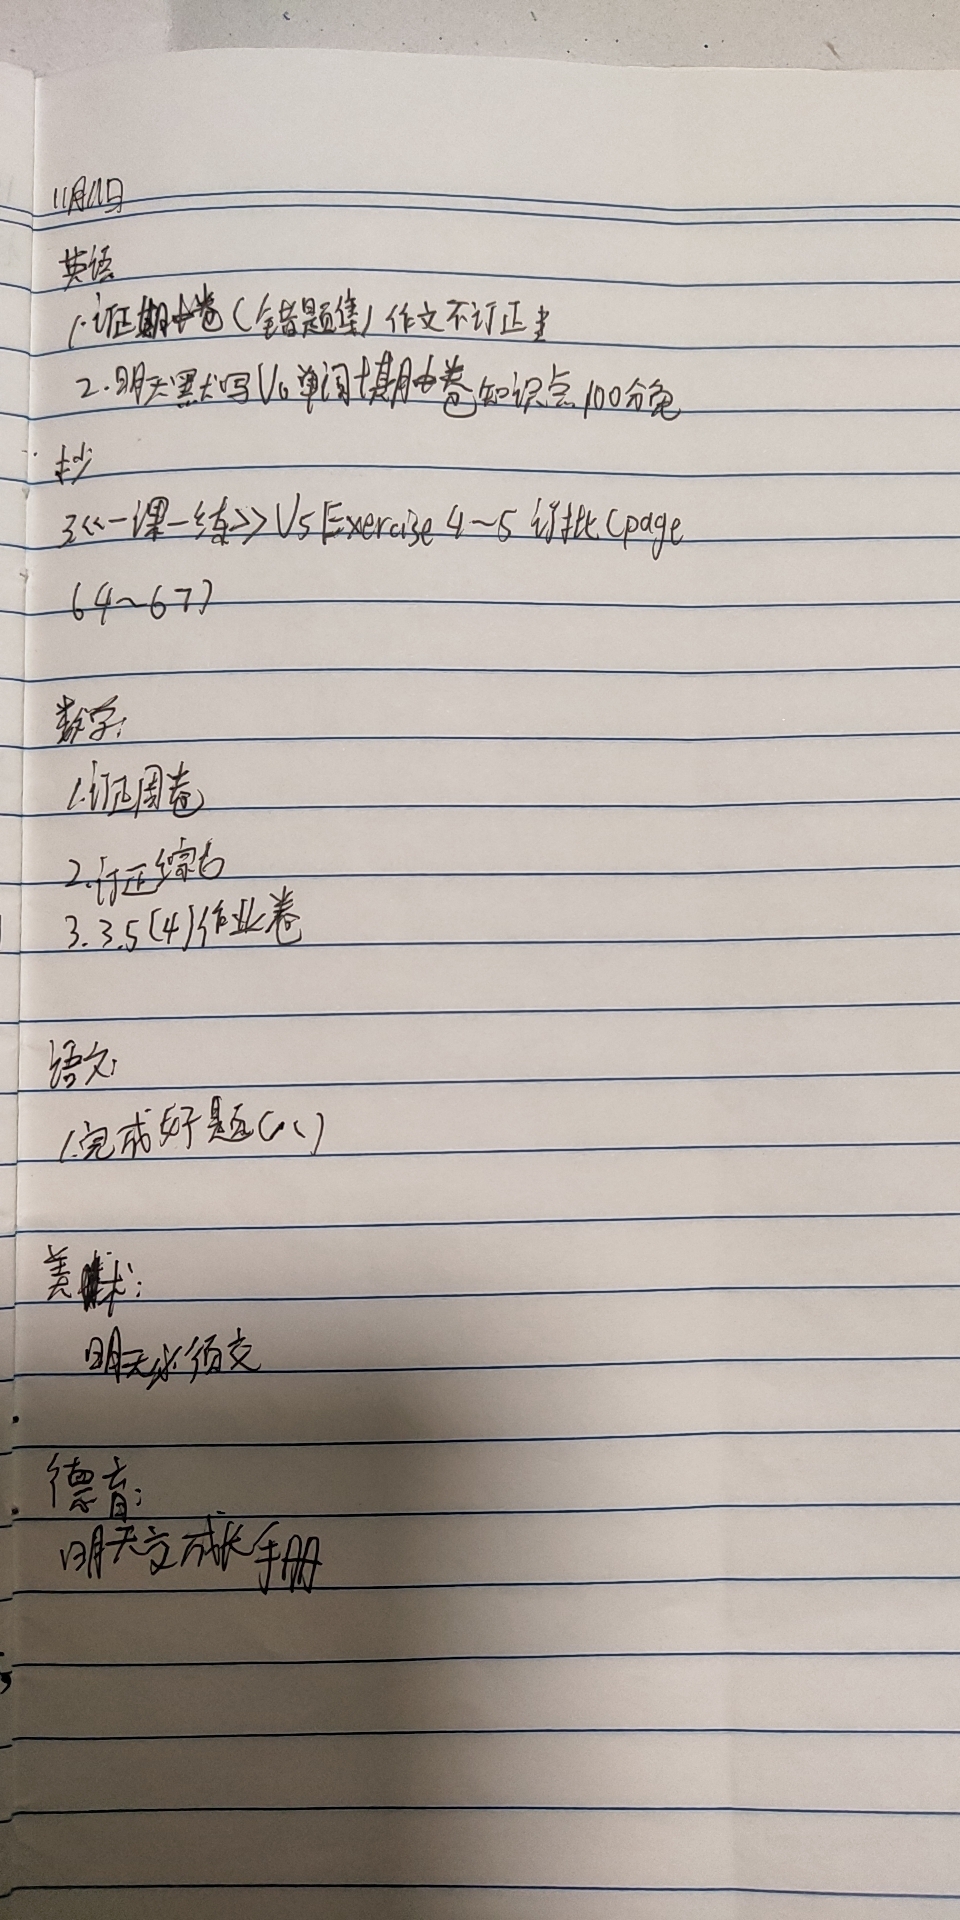 11月11日
英语
1.订正期中卷(错题集)作文不订正
2.明天默写U6单词+期中卷知识点100分免
抄
3《一课一练》U5Exercise 4~5 订批(page
64~67)
数学:
1.订正周卷
2.订正综合
3.3.5(4)作业卷
语文:
1.完成好题(八)
美术:
明天必须交
德育:
明天交成长手册